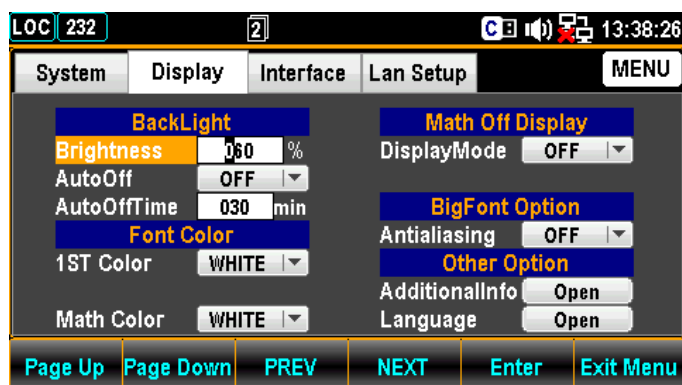 LOC 232 2 C E 13:38:26
System Display Interface Lan Setup MENU
BackLight
Brightness 060 %
AutoOff OFF
AutoOffTime 030 min
Font Color
1ST Color WHITE
Math Color WHITE
Math Off Display
DisplayMode OFF
BigFont Option
Antialiasing OFF
Other Option
AdditionalInfo Open
Language Open
Page Up Page Down PREV NEXT Enter Exit Menu